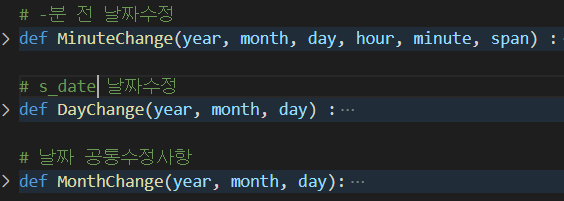 # -분 전 날짜수정
def MinuteChange(year, month, day, hour, minute, span) : ...
# s_date 날짜수정
def DayChange(year, month, day) : ...
# 날짜 공통수정사항
def MonthChange(year, month, day): ...